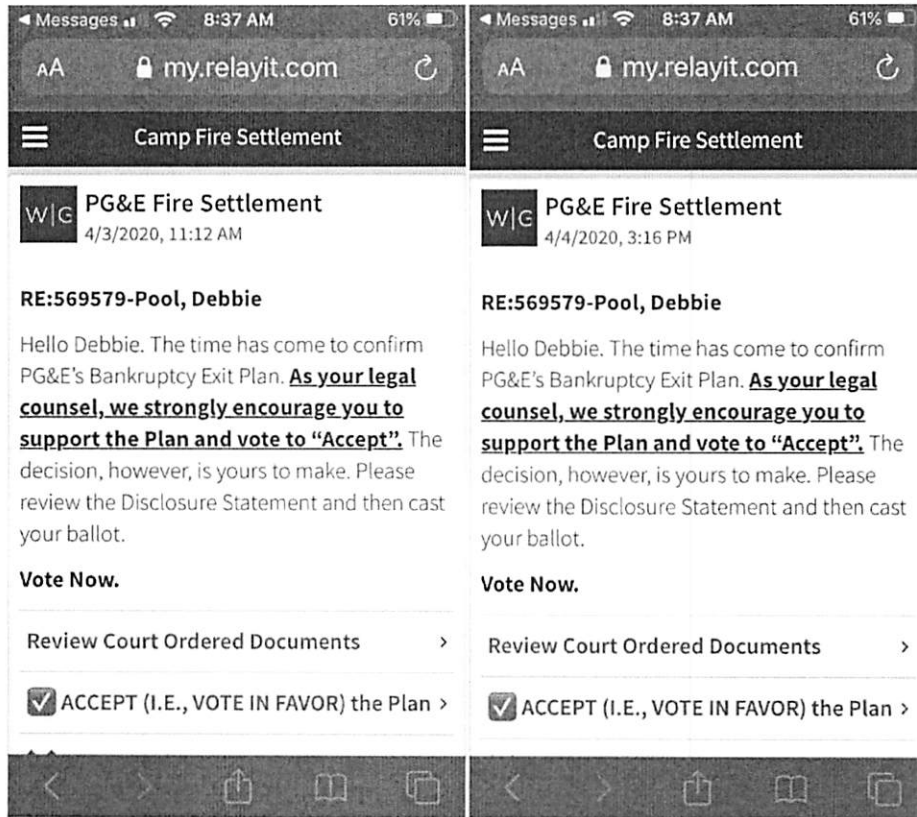 Messages 8:37 AM 61%
AA my.relayit.com
Camp Fire Settlement
W|G PG&E Fire Settlement
4/3/2020, 11:12 AM
RE:569579-Pool, Debbie
Hello Debbie. The time has come to confirm
PG&E's Bankruptcy Exit Plan. As your legal
counsel, we strongly encourage you to
support the Plan and vote to “Accept”. The
decision, however, is yours to make. Please
review the Disclosure Statement and then cast
your ballot.
Vote Now.
Review Court Ordered Documents >
ACCEPT (I.E., VOTE IN FAVOR) the Plan >
Messages 8:37 AM 61%
AA my.relayit.com
Camp Fire Settlement
W|G PG&E Fire Settlement
4/4/2020, 3:16 PM
RE:569579-Pool, Debbie
Hello Debbie. The time has come to confirm
PG&E's Bankruptcy Exit Plan. As your legal
counsel, we strongly encourage you to
support the Plan and vote to “Accept”. The
decision, however, is yours to make. Please
review the Disclosure Statement and then cast
your ballot.
Vote Now.
Review Court Ordered Documents >
ACCEPT (I.E., VOTE IN FAVOR) the Plan >